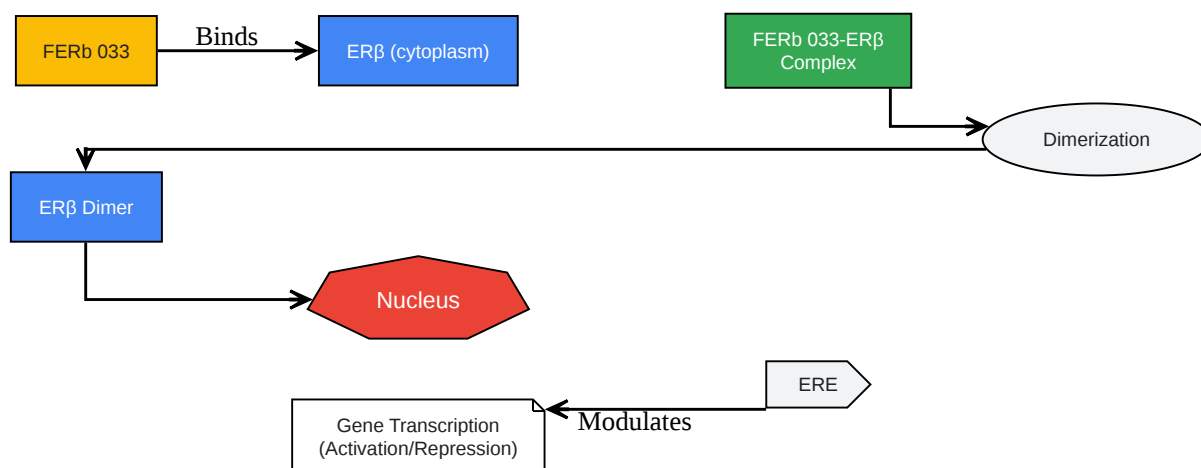 FERb 033
Binds
ERβ (cytoplasm)
FERb 033-ERβ
Complex
Dimerization
ERβ Dimer
Nucleus
ERE
Modulates
Gene Transcription
(Activation/Repression)